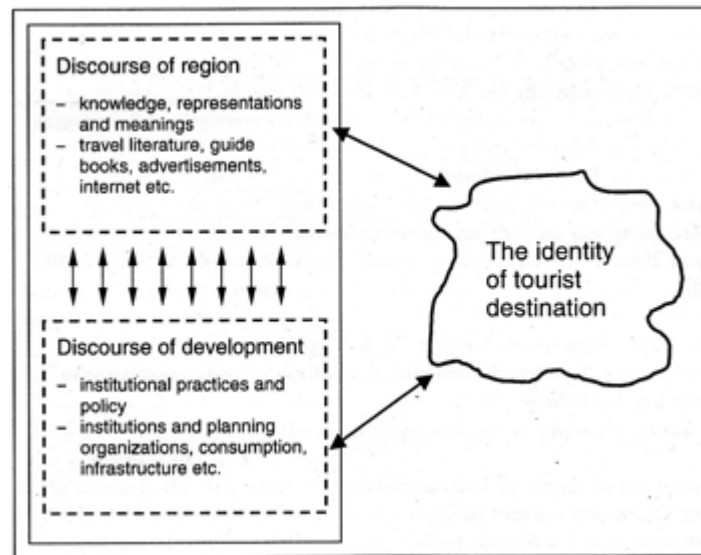 Discourse of region
– knowledge, representations
and meanings
– travel literature, guide
books, advertisements,
internet etc.
The identity
of tourist
destination
Discourse of development
– institutional practices and
policy
– institutions and planning
organizations, consumption,
infrastructure etc.